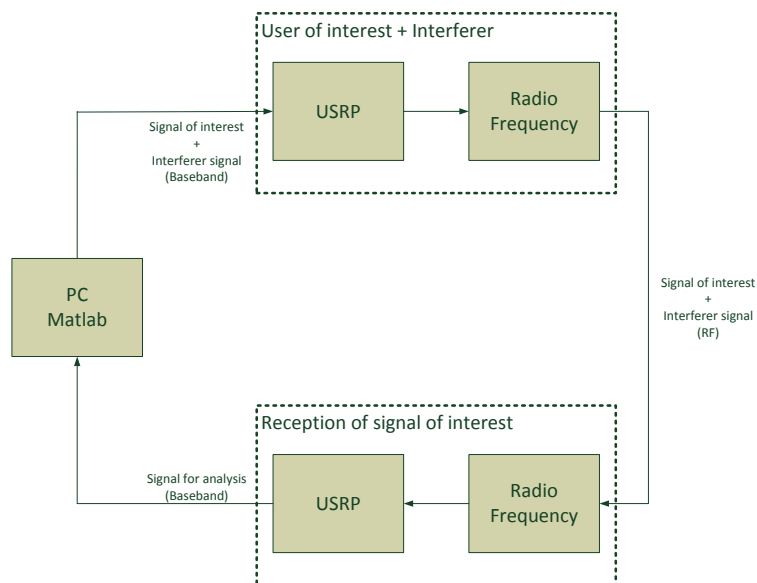 User of interest + Interferer
USRP
Radio
Frequency
Signal of interest
+
Interferer signal
(Baseband)
PC
Matlab
Signal of interest
+
Interferer signal
(RF)
Reception of signal of interest
Signal for analysis
(Baseband)
USRP
Radio
Frequency